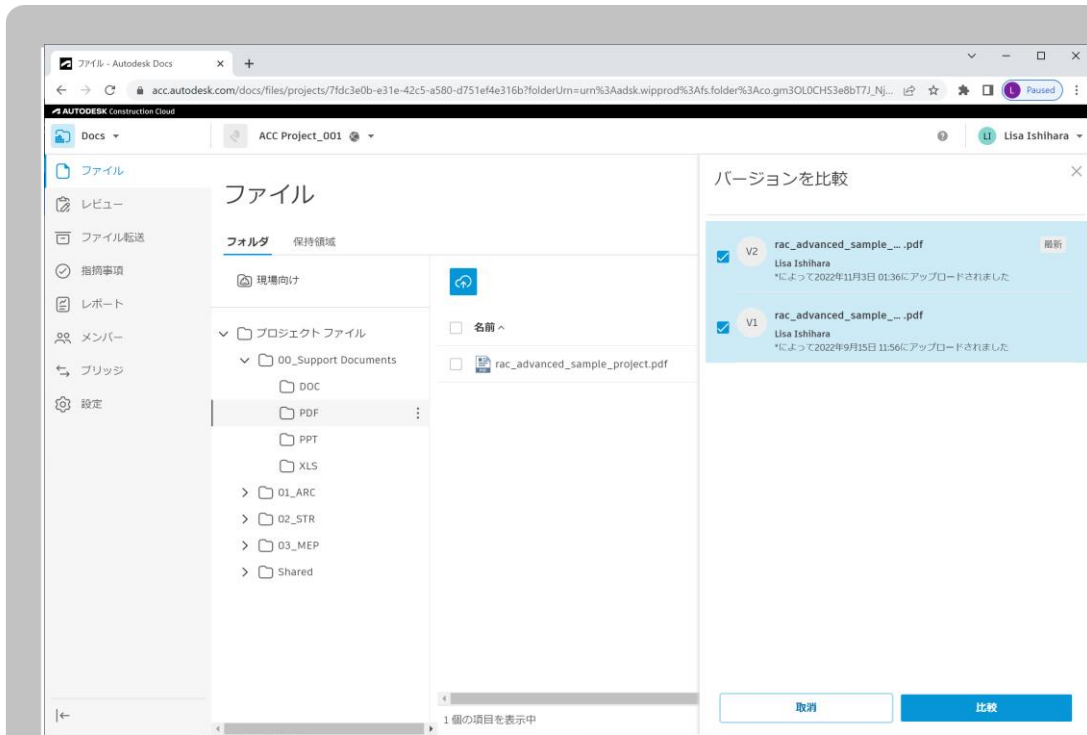 ファイル - Autodesk Docs
acc.autodesk.com/docs/files/projects/7fdc3e0b-e31e-42c5-a580-d751ef4e316b?folderUrn=urn%3Aadsk.wipprod%3Afs.folder%3Aco.gm3OL0CHS3e8bT7J_Nj...
L Paused
AUTODESK Construction Cloud
Docs
ACC Project_001
LI Lisa Ishihara
ファイル
レビュー
ファイル転送
指摘事項
レポート
メンバー
ブリッジ
設定
ファイル
フォルダ 保持領域
現場向け
プロジェクト ファイル
00_Support Documents
DOC
PDF
PPT
XLS
01_ARC
02_STR
03_MEP
Shared
名前
rac_advanced_sample_project.pdf
1 個の項目を表示中
バージョンを比較
V2 rac_advanced_sample_... .pdf 最新
Lisa Ishihara
*によって2022年11月3日 01:36にアップロードされました
V1 rac_advanced_sample_... .pdf
Lisa Ishihara
*によって2022年9月15日 11:56にアップロードされました
取消 比較